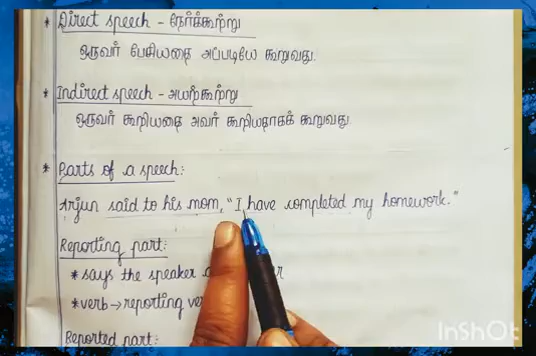 * Direct speech - நேர்க்கூற்று
ஒருவர் பேசியதை அப்படியே கூறுவது.
* Indirect speech - அயற்கூற்று
ஒருவர் கூறியதை அவர் கூறியதாகக் கூறுவது
* Parts of a speech:
Arjun said to his mom, "I have completed my homework."
Reporting part:
* says the speaker
* verb → reporting
Reported part:
InShOt